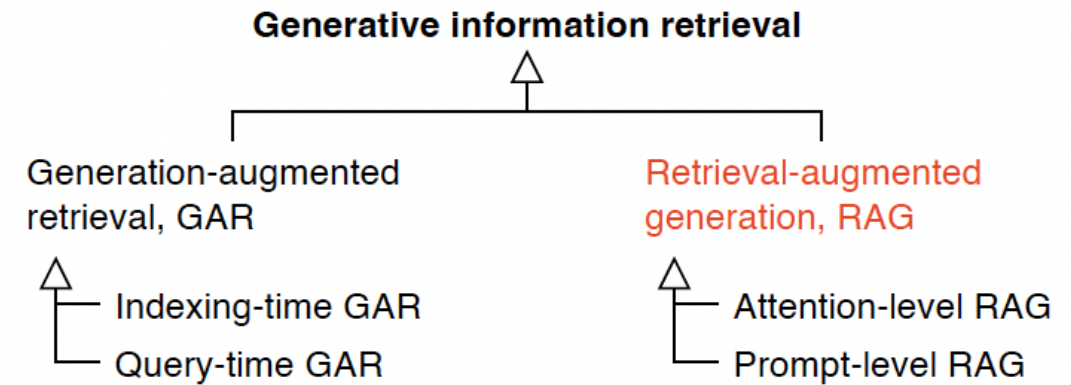 Generative information retrieval
Generation-augmented
retrieval, GAR
Indexing-time GAR
Query-time GAR
Retrieval-augmented
generation, RAG
Attention-level RAG
Prompt-level RAG